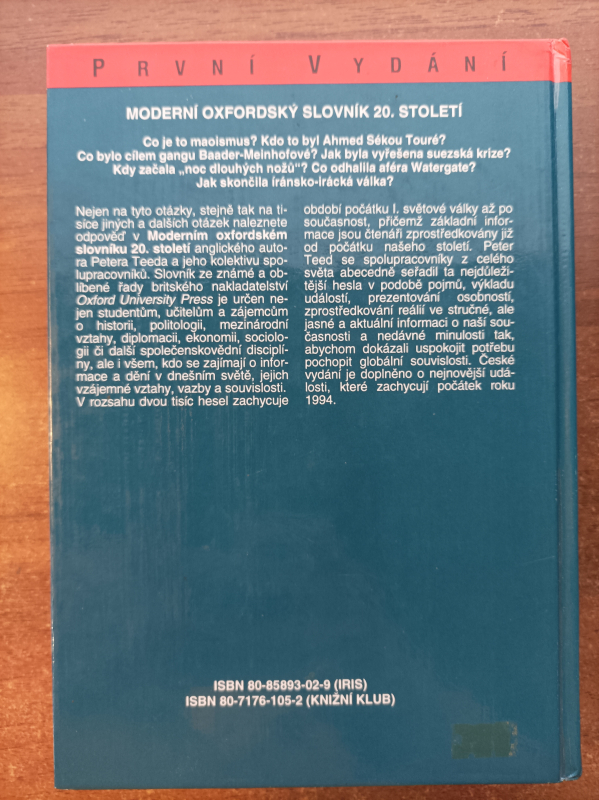 PRVNÍ VYDÁNÍ
MODERNÍ OXFORDSKÝ SLOVNÍK 20. STOLETÍ
Co je to maoismus? Kdo to byl Ahmed Sékou Touré?
Co bylo cílem gangu Baader-Meinhofové? Jak byla vyřešena suezská krize?
Kdy začala „noc dlouhých nožů"? Co odhalila aféra Watergate?
Jak skončila íránsko-irácká válka?
Nejen na tyto otázky, stejně tak na ti-
síce jiných a dalších otázek naleznete
odpověď v Moderním oxfordském
slovníku 20. století anglického auto-
ra Petera Teeda a jeho kolektivu spo-
lupracovníků. Slovník ze známé a ob-
líbené řady britského nakladatelství
Oxford University Press je určen ne-
jen studentům, učitelům a zájemcům
o historii, politologii, mezinárodní
vztahy, diplomacii, ekonomii, sociolo-
gii či další společenskovědní disciplí-
ny, ale i všem, kdo se zajímají o infor-
mace a dění v dnešním světě, jejich
vzájemné vztahy, vazby a souvislosti.
V rozsahu dvou tisíc hesel zachycuje
období počátku I. světové války až po
současnost, přičemž základní infor-
mace jsou čtenáři zprostředkovány již
od počátku našeho století. Peter
Teed se spolupracovníky z celého
světa abecedně seřadil ta nejdůleži-
tější hesla v podobě pojmů, výkladu
událostí, prezentování osobností,
zprostředkování reálií ve stručné, ale
jasné a aktuální informaci o naší sou-
časnosti a nedávné minulosti tak,
abychom dokázali uspokojit potřebu
pochopit globální souvislosti. České
vydání je doplněno o nejnovější udá-
losti, které zachycují počátek roku
1994.
ISBN 80-85893-02-9 (IRIS)
ISBN 80-7176-105-2 (KNIŽNÍ KLUB)